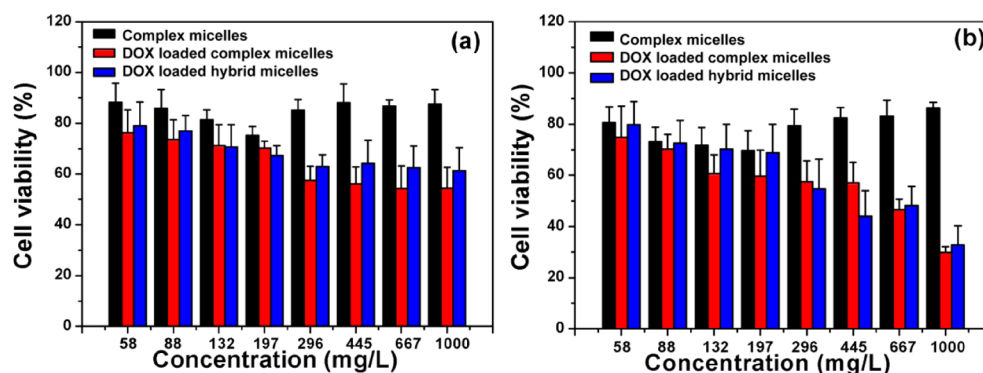 (a)
Complex micelles
DOX loaded complex micelles
DOX loaded hybrid micelles
Cell viability (%)
120
100
80
60
40
20
0
58 88 132 197 296 445 667 1000
Concentration (mg/L)
(b)
Complex micelles
DOX loaded complex micelles
DOX loaded hybrid micelles
Cell viability (%)
120
100
80
60
40
20
0
58 88 132 197 296 445 667 1000
Concentration (mg/L)